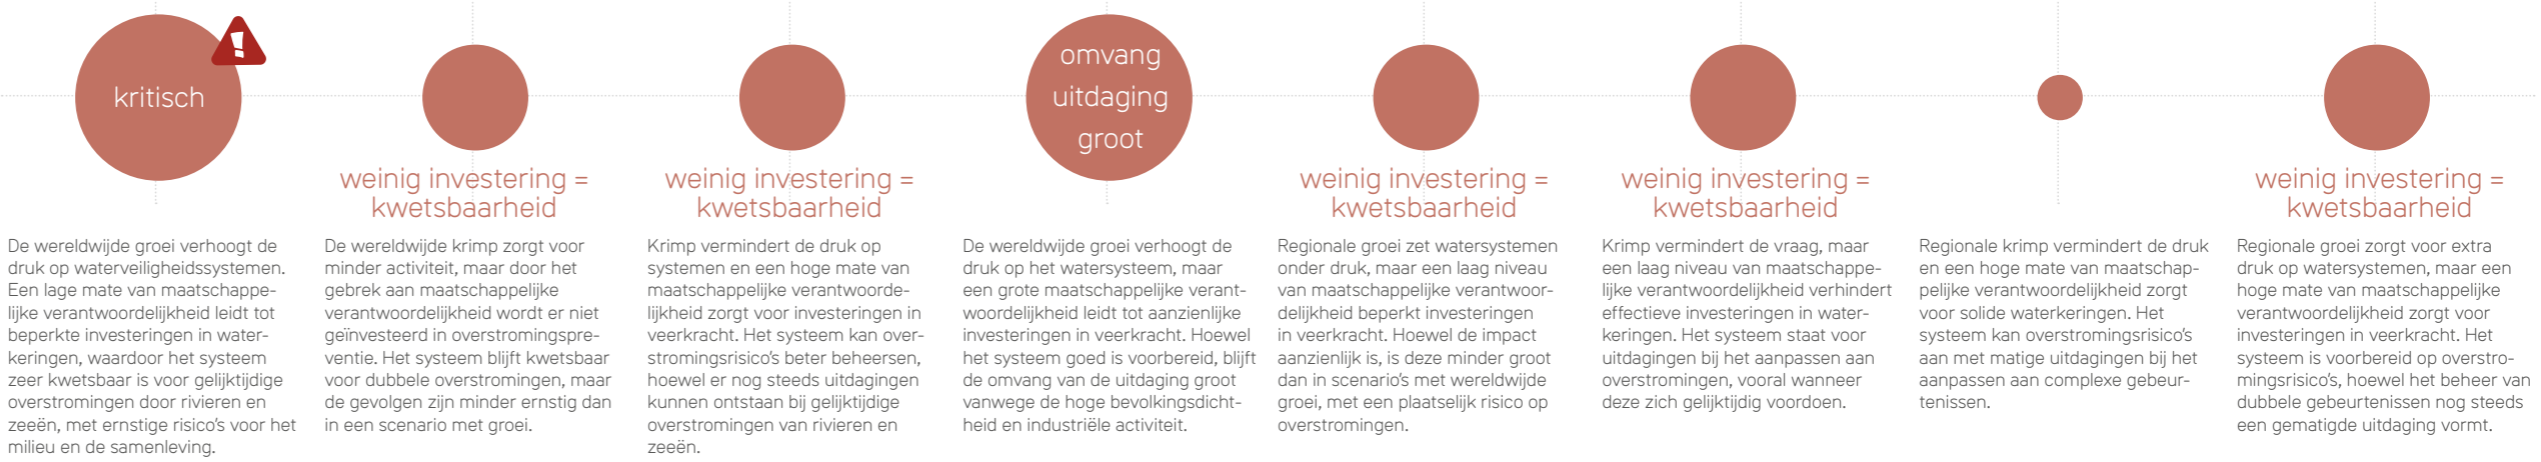 kritisch
De wereldwijde groei verhoogt de
druk op waterveiligheidssystemen.
Een lage mate van maatschappe-
lijke verantwoordelijkheid leidt tot
beperkte investeringen in water-
keringen, waardoor het systeem
zeer kwetsbaar is voor gelijktijdige
overstromingen door rivieren en
zeeën, met ernstige risico's voor het
milieu en de samenleving.
weinig investering =
kwetsbaarheid
De wereldwijde krimp zorgt voor
minder activiteit, maar door het
gebrek aan maatschappelijke
verantwoordelijkheid wordt er niet
geïnvesteerd in overstromingspre-
ventie. Het systeem blijft kwetsbaar
voor dubbele overstromingen, maar
de gevolgen zijn minder ernstig dan
in een scenario met groei.
weinig investering =
kwetsbaarheid
Krimp vermindert de druk op
systemen en een hoge mate van
maatschappelijke verantwoorde-
lijkheid zorgt voor investeringen in
veerkracht. Het systeem kan over-
stromingsrisico's beter beheersen,
hoewel er nog steeds uitdagingen
kunnen ontstaan bij gelijktijdige
overstromingen van rivieren en
zeeën.
omvang
uitdaging
groot
De wereldwijde groei verhoogt de
druk op het watersysteem, maar
een grote maatschappelijke verant-
woordelijkheid leidt tot aanzienlijke
investeringen in veerkracht. Hoewel
het systeem goed is voorbereid, blijft
de omvang van de uitdaging groot
vanwege de hoge bevolkingsdicht-
heid en industriële activiteit.
weinig investering =
kwetsbaarheid
Regionale groei zet watersystemen
onder druk, maar een laag niveau
van maatschappelijke verantwoor-
delijkheid beperkt investeringen
in veerkracht. Hoewel de impact
aanzienlijk is, is deze minder groot
dan in scenario's met wereldwijde
groei, met een plaatselijk risico op
overstromingen.
weinig investering =
kwetsbaarheid
Krimp vermindert de vraag, maar
een laag niveau van maatschappe-
lijke verantwoordelijkheid verhindert
effectieve investeringen in water-
keringen. Het systeem staat voor
uitdagingen bij het aanpassen aan
overstromingen, vooral wanneer
deze zich gelijktijdig voordoen.
Regionale krimp vermindert de druk
en een hoge mate van maatschap-
pelijke verantwoordelijkheid zorgt
voor solide waterkeringen. Het
systeem kan overstromingsrisico's
aan met matige uitdagingen bij het
aanpassen aan complexe gebeur-
tenissen.
weinig investering =
kwetsbaarheid
Regionale groei zorgt voor extra
druk op watersystemen, maar een
hoge mate van maatschappelijke
verantwoordelijkheid zorgt voor
investeringen in veerkracht. Het
systeem is voorbereid op overstro-
mingsrisico's, hoewel het beheer van
dubbele gebeurtenissen nog steeds
een gematigde uitdaging vormt.